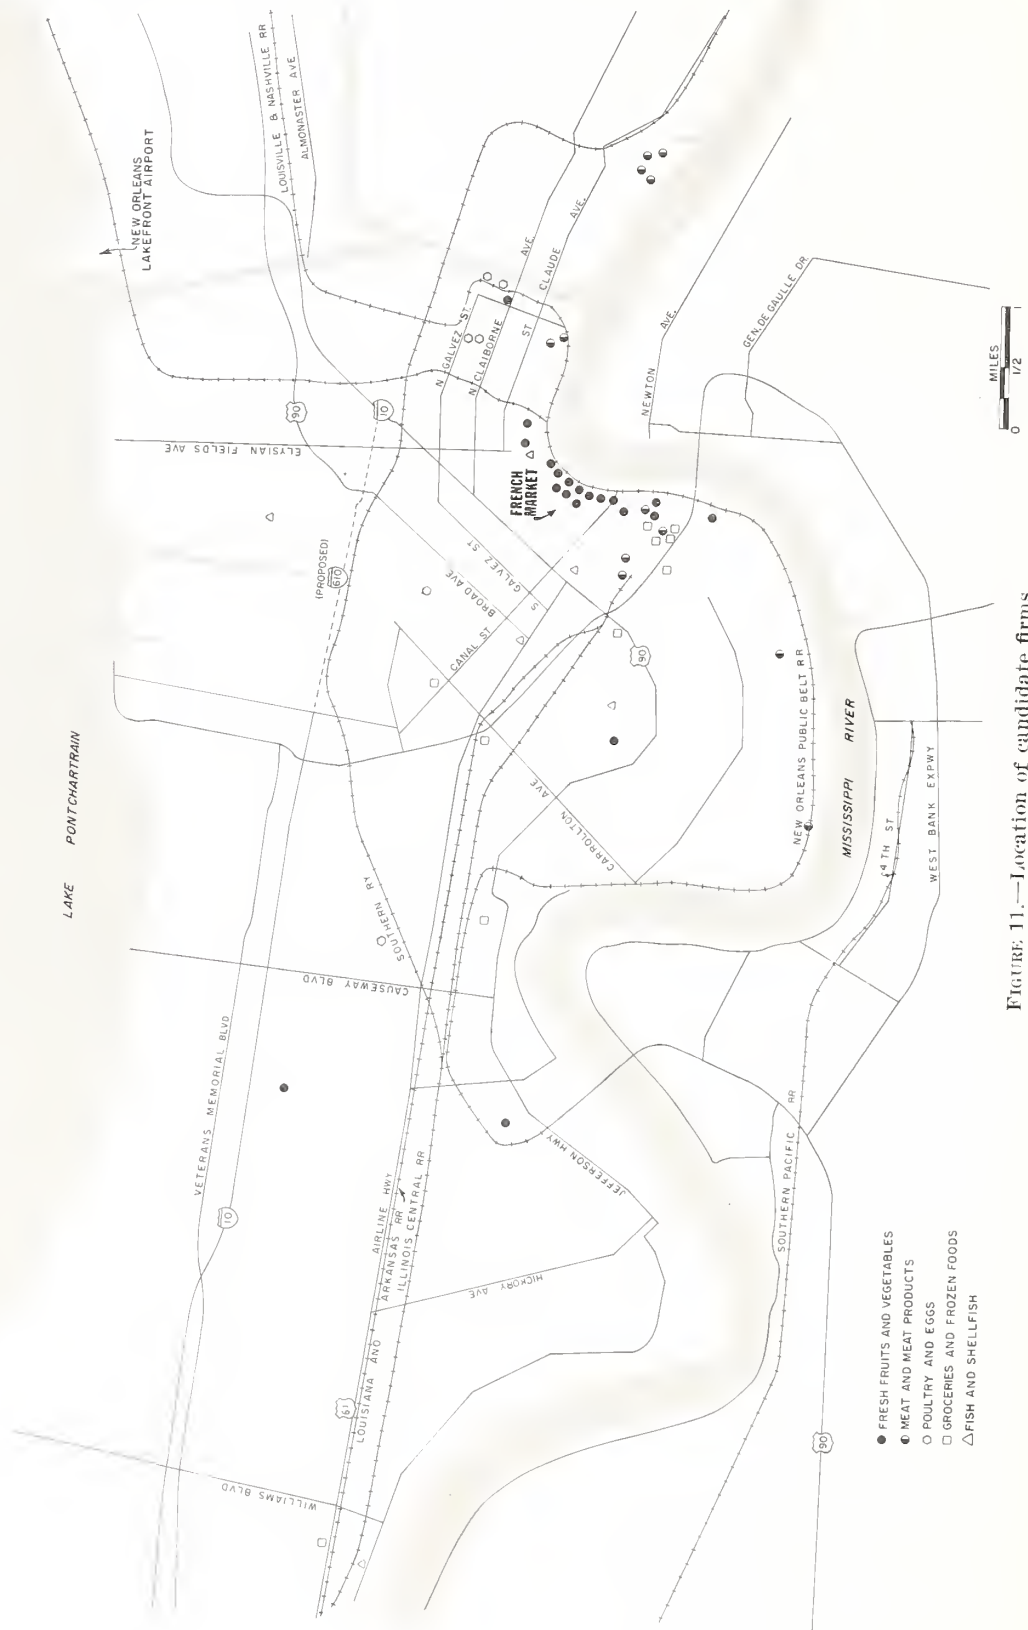 LAKE PONTCHARTRAIN
NEW ORLEANS
LAKEFRONT AIRPORT
LOUISVILLE & NASHVILLE RR
ALMONASTER AVE
90
10
ELYSIAN FIELDS AVE
(PROPOSED)
610
N GALVEZ ST.
N CLAIBORNE AVE.
ST CLAUDE AVE.
FRENCH
MARKET
S GALVEZ ST
BROAD AVE
CANAL ST
90
CARROLLTON AVE
NEWTON AVE.
GEN. DE GAULLE DR.
NEW ORLEANS PUBLIC BELT RR
MISSISSIPPI RIVER
4TH ST
WEST BANK EXPWY
SOUTHERN RY
CAUSEWAY BLVD
VETERANS MEMORIAL BLVD
10
AIRLINE HWY
LOUISIANA AND ARKANSAS RR
ILLINOIS CENTRAL RR
JEFFERSON HWY
HICKORY AVE
61
WILLIAMS BLVD
SOUTHERN PACIFIC RR
90
FRESH FRUITS AND VEGETABLES
MEAT AND MEAT PRODUCTS
POULTRY AND EGGS
GROCERIES AND FROZEN FOODS
FISH AND SHELLFISH
MILES
0 1/2 1
FIGURE 11.—Location of candidate firms